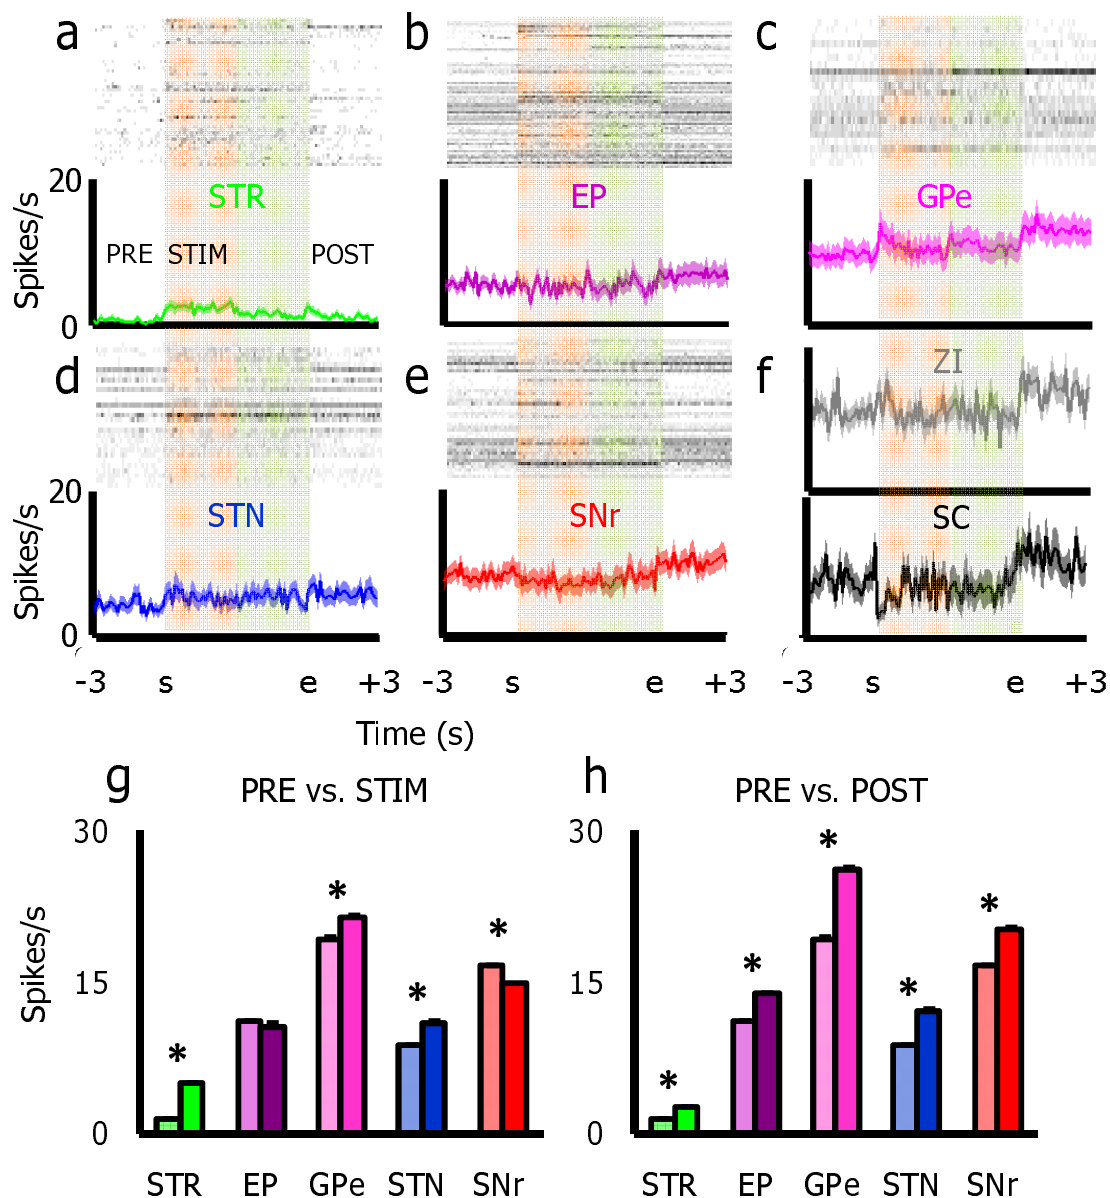 a b c
20 STR EP GPe
Spikes/s
PRE STIM POST
0
d e f ZI
20 STN SNr SC
Spikes/s
0
-3 s e +3 -3 s e +3 -3 s e +3
Time (s)
g PRE vs. STIM
30
* * * *
Spikes/s
15
0
STR EP GPe STN SNr
h PRE vs. POST
30
* * * * *
15
0
STR EP GPe STN SNr